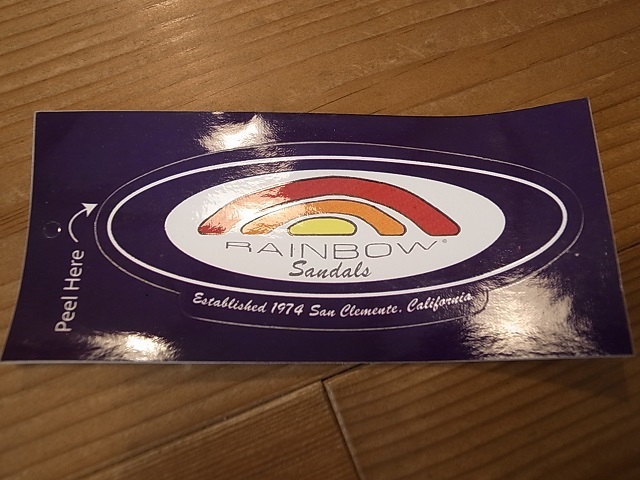 Peel Here
RAINBOW®
Sandals
Established 1974 San Clemente, California